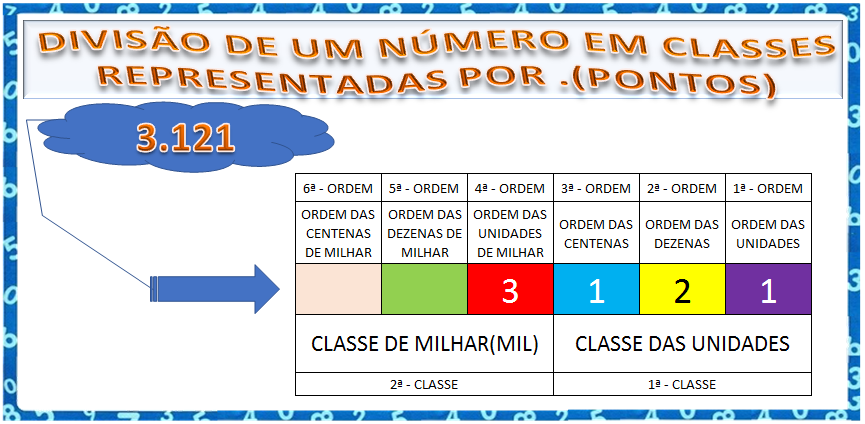 DIVISÃO DE UM NÚMERO EM CLASSES
REPRESENTADAS POR .(PONTOS)
3.121
6ª - ORDEM 5ª - ORDEM 4ª - ORDEM 3ª - ORDEM 2ª - ORDEM 1ª - ORDEM
ORDEM DAS CENTENAS DE MILHAR
ORDEM DAS DEZENAS DE MILHAR
ORDEM DAS UNIDADES DE MILHAR
ORDEM DAS CENTENAS
ORDEM DAS DEZENAS
ORDEM DAS UNIDADES
3 1 2 1
CLASSE DE MILHAR(MIL) CLASSE DAS UNIDADES
2ª - CLASSE 1ª - CLASSE